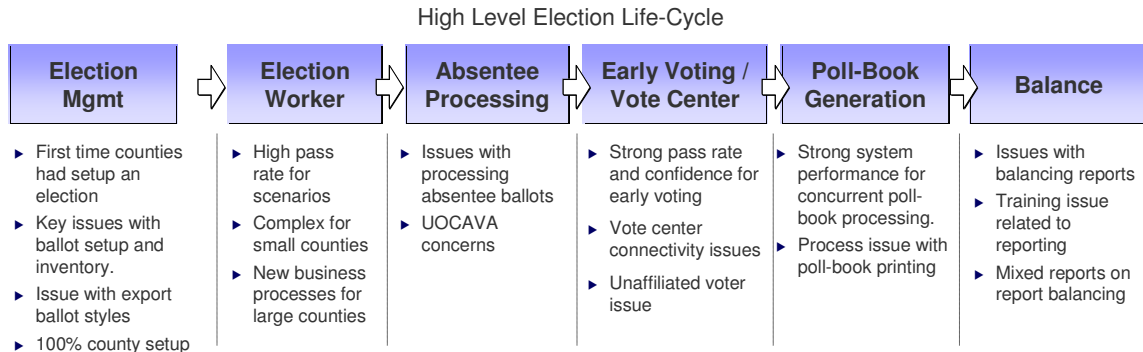 High Level Election Life-Cycle
Election
Mgmt
Election
Worker
Absentee
Processing
Early Voting /
Vote Center
Poll-Book
Generation
Balance
First time counties
had setup an
election
Key issues with
ballot setup and
inventory.
Issue with export
ballot styles
100% county setup
High pass
rate for
scenarios
Complex for
small counties
New business
processes for
large counties
Issues with
processing
absentee ballots
UOCAVA
concerns
Strong pass rate
and confidence for
early voting
Vote center
connectivity issues
Unaffiliated voter
issue
Strong system
performance for
concurrent poll-
book processing.
Process issue with
poll-book printing
Issues with
balancing reports
Training issue
related to
reporting
Mixed reports on
report balancing